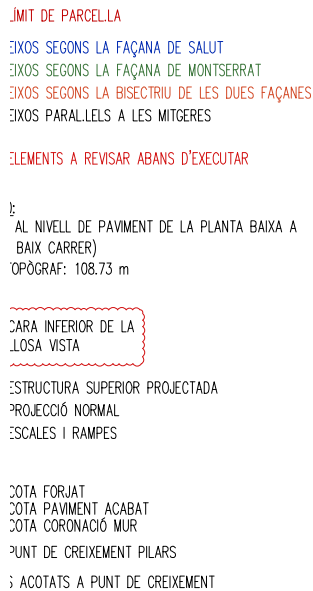 LÍMIT DE PARCEL.LA
EIXOS SEGONS LA FAÇANA DE SALUT
EIXOS SEGONS LA FAÇANA DE MONTSERRAT
EIXOS SEGONS LA BISECTRIU DE LES DUES FAÇANES
EIXOS PARAL.LELS A LES MITGERES
ELEMENTS A REVISAR ABANS D'EXECUTAR
):
AL NIVELL DE PAVIMENT DE LA PLANTA BAIXA A
BAIX CARRER)
TOPÒGRAF: 108.73 m
CARA INFERIOR DE LA
LLOSA VISTA
ESTRUCTURA SUPERIOR PROJECTADA
PROJECCIÓ NORMAL
ESCALES I RAMPES
COTA FORJAT
COTA PAVIMENT ACABAT
COTA CORONACIÓ MUR
PUNT DE CREIXEMENT PILARS
S ACOTATS A PUNT DE CREIXEMENT